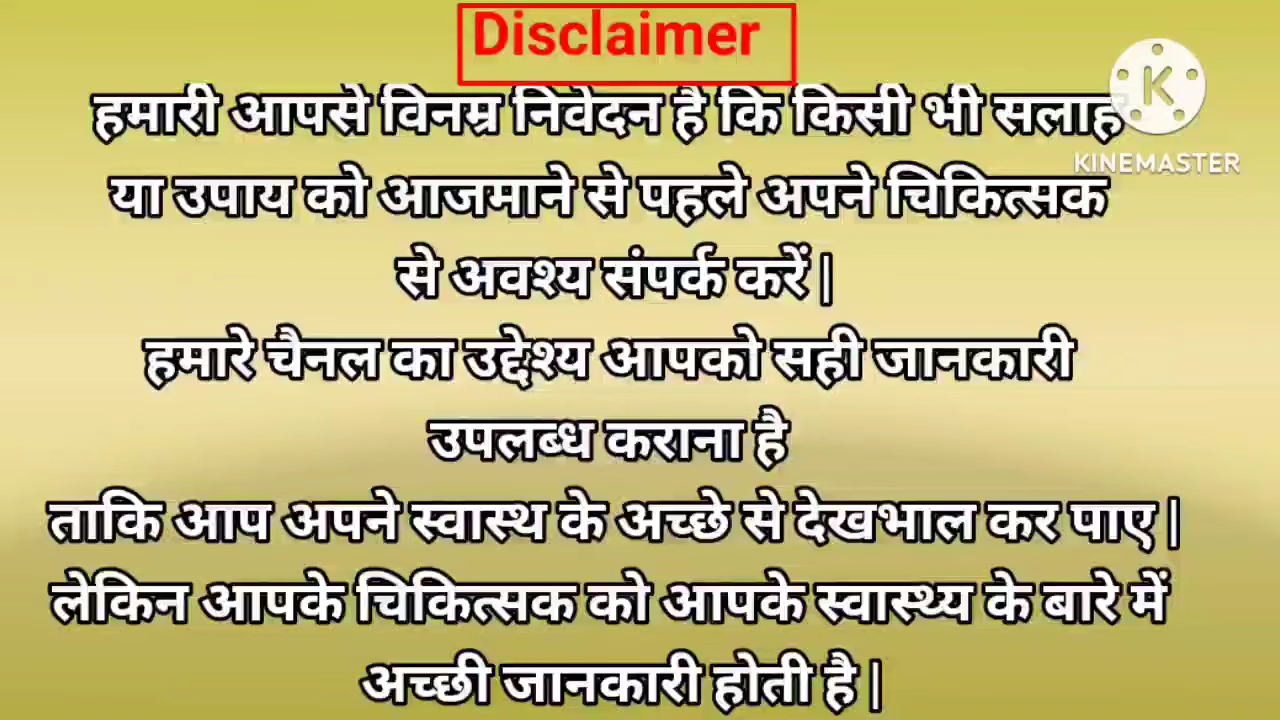 Disclaimer
हमारी आपसे विनम्र निवेदन है कि किसी भी सलाह
या उपाय को आजमाने से पहले अपने चिकित्सक
से अवश्य संपर्क करें |
हमारे चैनल का उद्देश्य आपको सही जानकारी
उपलब्ध कराना है
ताकि आप अपने स्वास्थ के अच्छे से देखभाल कर पाए |
लेकिन आपके चिकित्सक को आपके स्वास्थ्य के बारे में
अच्छी जानकारी होती है |
K
KINEMASTER